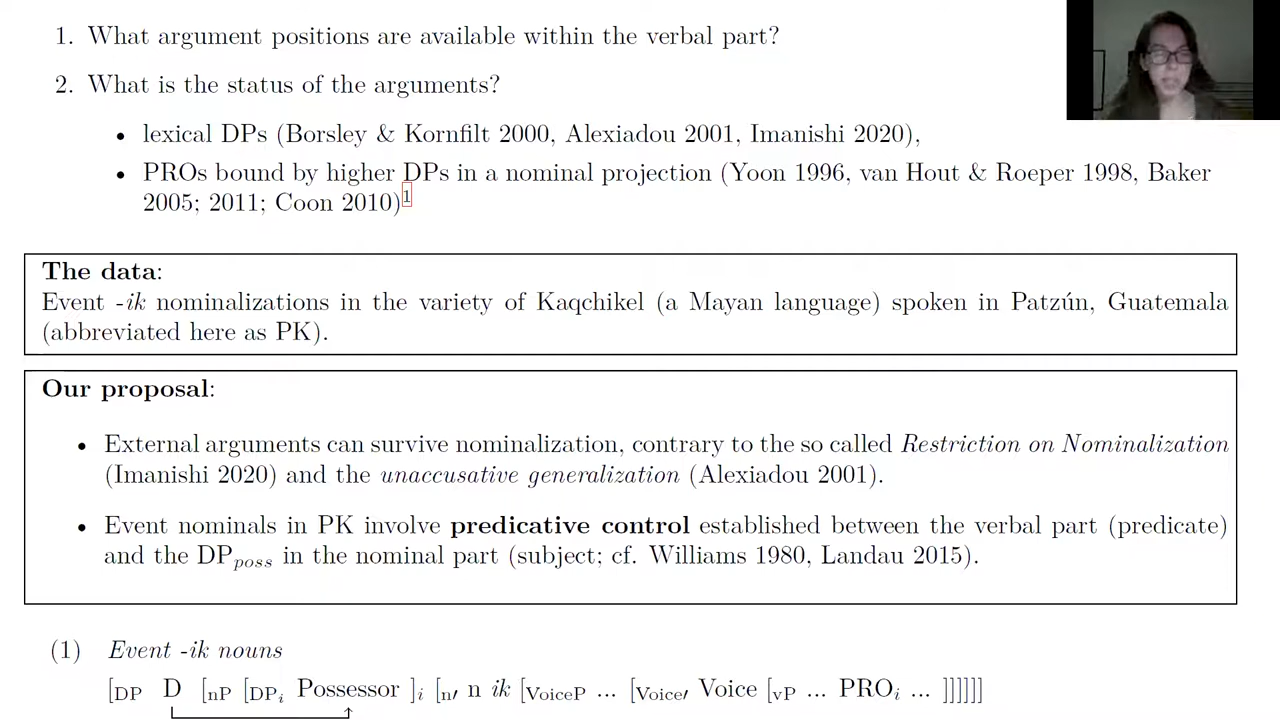 1. What argument positions are available within the verbal part?
2. What is the status of the arguments?
• lexical DPs (Borsley & Kornfilt 2000, Alexiadou 2001, Imanishi 2020),
• PROs bound by higher DPs in a nominal projection (Yoon 1996, van Hout & Roeper 1998, Baker
2005; 2011; Coon 2010)1
The data:
Event -ik nominalizations in the variety of Kaqchikel (a Mayan language) spoken in Patzún, Guatemala
(abbreviated here as PK).
Our proposal:
• External arguments can survive nominalization, contrary to the so called Restriction on Nominalization
(Imanishi 2020) and the unaccusative generalization (Alexiadou 2001).
• Event nominals in PK involve predicative control established between the verbal part (predicate)
and the DPposs in the nominal part (subject; cf. Williams 1980, Landau 2015).
(1) Event -ik nouns
[DP D [nP [DPi Possessor ]i [n′ n ik [VoiceP ... [Voice′ Voice [vP ... PROi ... ]]]]]]